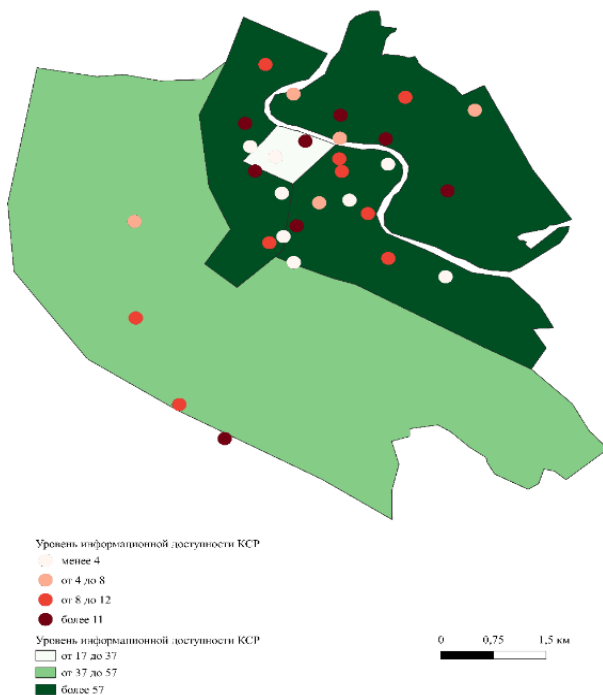 Уровень информационной доступности КСР
менее 4
от 4 до 8
от 8 до 12
более 11
Уровень информационной доступности КСР
от 17 до 37
от 37 до 57
более 57
0 0,75 1,5 км